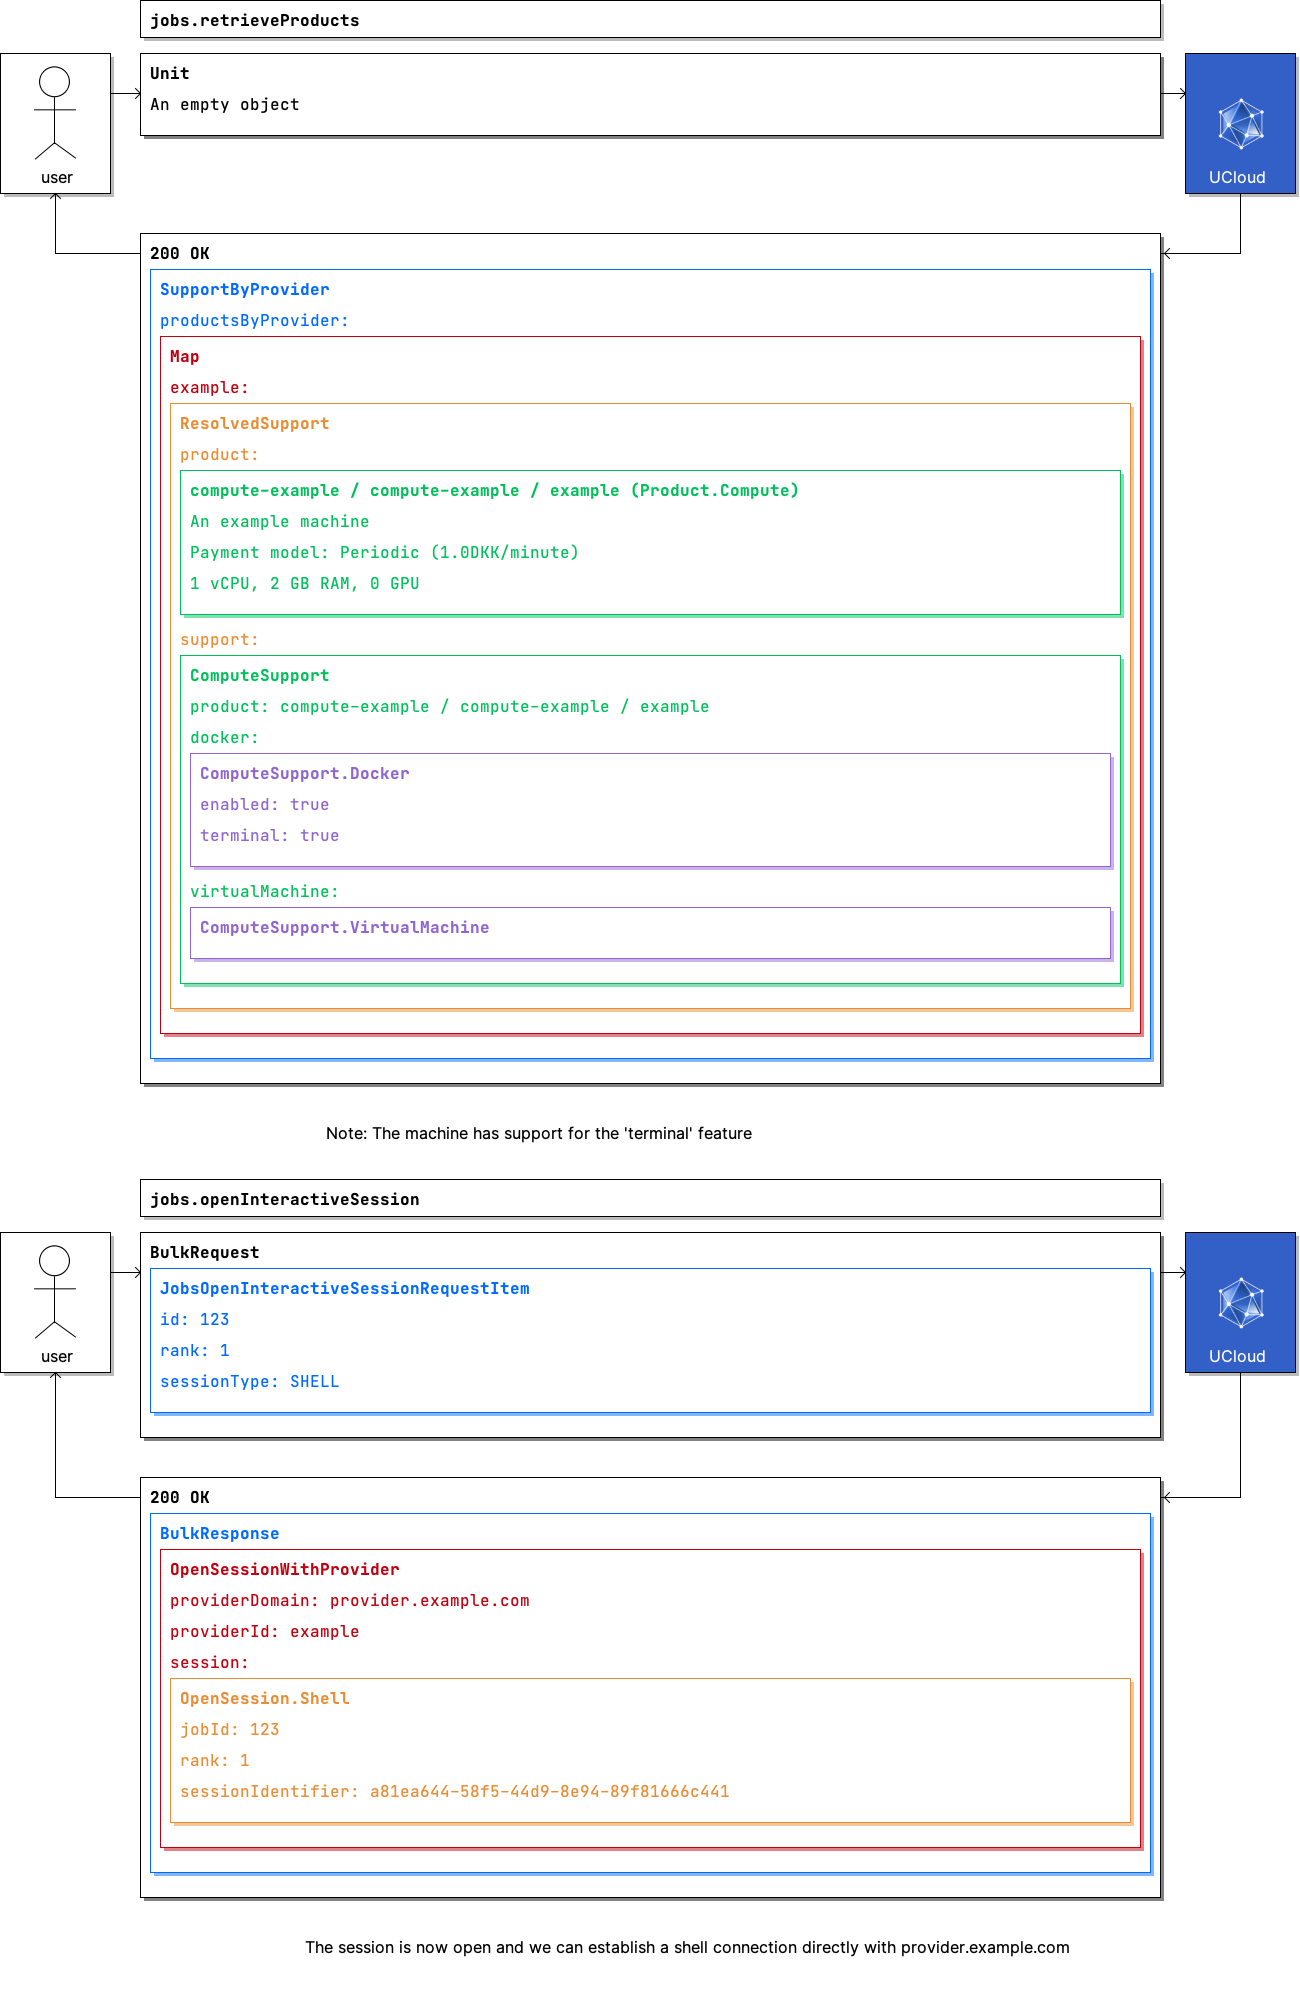 jobs.retrieveProducts
Unit
An empty object
user
UCloud
200 OK
SupportByProvider
productsByProvider:
Map
example:
ResolvedSupport
product:
compute-example / compute-example / example (Product.Compute)
An example machine
Payment model: Periodic (1.0DKK/minute)
1 vCPU, 2 GB RAM, 0 GPU
support:
ComputeSupport
product: compute-example / compute-example / example
docker:
ComputeSupport.Docker
enabled: true
terminal: true
virtualMachine:
ComputeSupport.VirtualMachine
Note: The machine has support for the 'terminal' feature
jobs.openInteractiveSession
BulkRequest
JobsOpenInteractiveSessionRequestItem
id: 123
rank: 1
sessionType: SHELL
user
UCloud
200 OK
BulkResponse
OpenSessionWithProvider
providerDomain: provider.example.com
providerId: example
session:
OpenSession.Shell
jobId: 123
rank: 1
sessionIdentifier: a81ea644-58f5-44d9-8e94-89f81666c441
The session is now open and we can establish a shell connection directly with provider.example.com